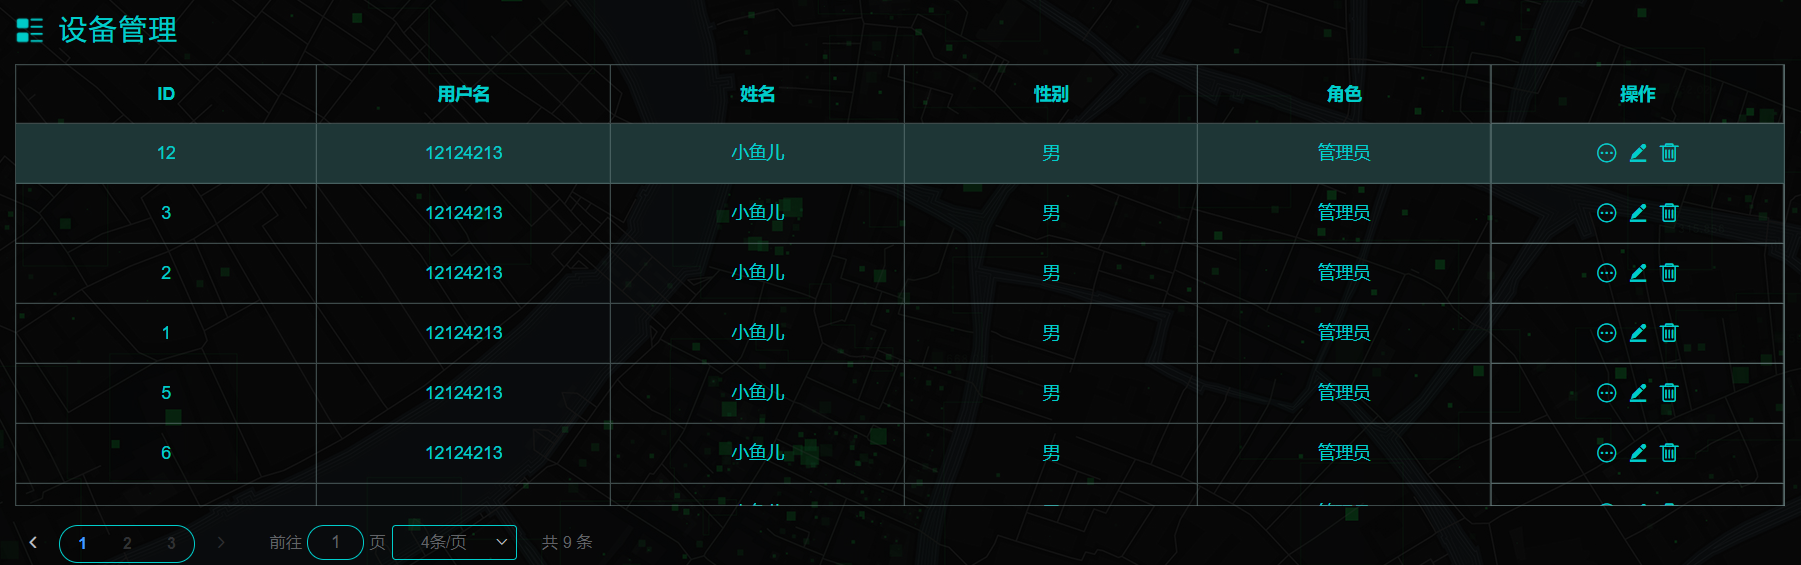 设备管理
ID 用户名 姓名 性别 角色 操作
12 12124213 小鱼儿 男 管理员
3 12124213 小鱼儿 男 管理员
2 12124213 小鱼儿 男 管理员
1 12124213 小鱼儿 男 管理员
5 12124213 小鱼儿 男 管理员
6 12124213 小鱼儿 男 管理员
1 2 3 前往 1 页 4条/页 共 9 条